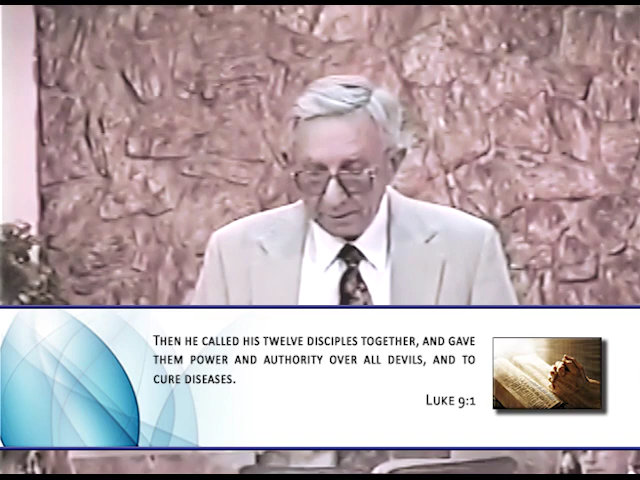 Then he called his twelve disciples together, and gave
them power and authority over all devils, and to
cure diseases.
Luke 9:1